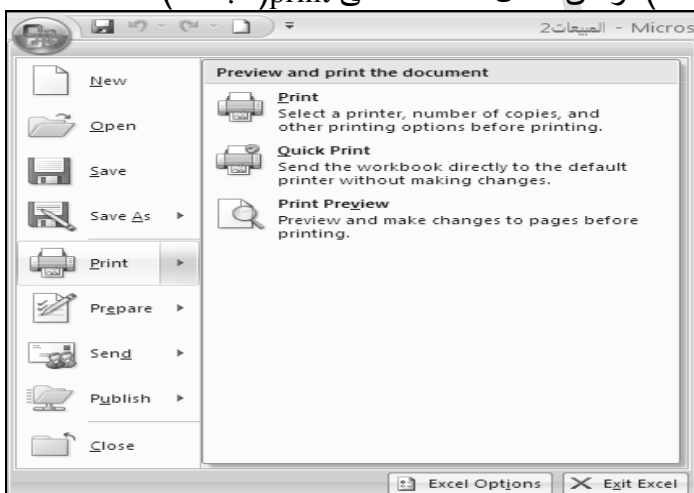 print
المبيعات2 - Micros
New
Open
Save
Save As
Print
Prepare
Send
Publish
Close
Preview and print the document
Print
Select a printer, number of copies, and
other printing options before printing.
Quick Print
Send the workbook directly to the default
printer without making changes.
Print Preview
Preview and make changes to pages before
printing.
Excel Options
Exit Excel